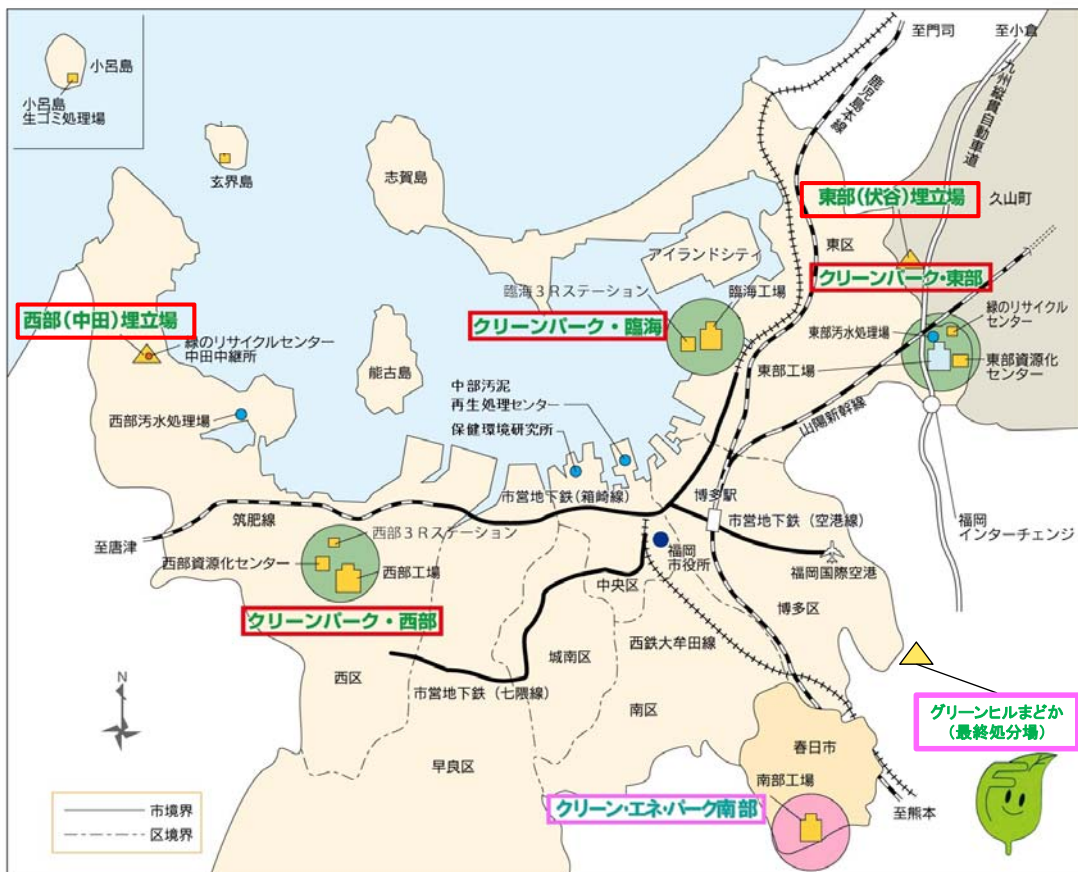 小呂島
小呂島
生ゴミ処理場
玄界島
志賀島
至門司
至小倉
鹿児島本線
九州縦貫自動車道
東部(伏谷)埋立場
久山町
東区
アイランドシティ
クリーンパーク・東部
臨海3Rステーション
臨海工場
クリーンパーク・臨海
緑のリサイクル
センター
東部汚水処理場
東部工場
東部資源化
センター
西部(中田)埋立場
緑のリサイクルセンター
中田中継所
能古島
西部汚水処理場
中部汚泥
再生処理センター
保健環境研究所
山陽新幹線
市営地下鉄(箱崎線)
博多駅
市営地下鉄(空港線)
筑肥線
至唐津
西部3Rステーション
西部資源化センター
西部工場
クリーンパーク・西部
福岡
市役所
福岡国際空港
福岡
インターチェンジ
中央区
博多区
西鉄大牟田線
城南区
西区
市営地下鉄(七隈線)
南区
早良区
グリーンヒルまどか
(最終処分場)
春日市
南部工場
クリーン・エネ・パーク南部
至熊本
N
市境界
区境界